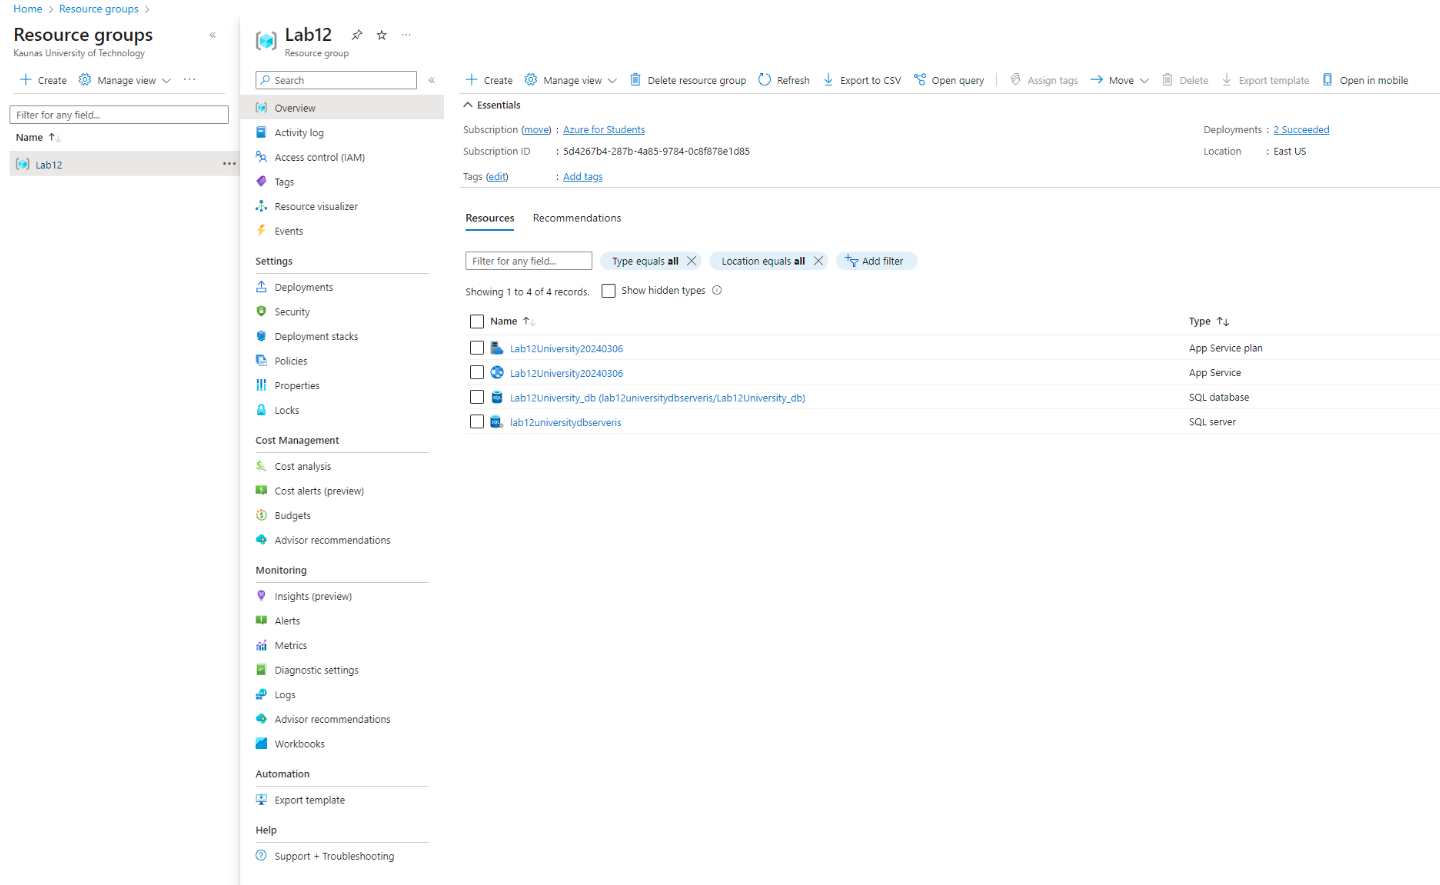 Home > Resource groups >
Resource groups
Kaunas University of Technology
Create Manage view
Filter for any field...
Name
Lab12
Lab12
Resource group
Search
Overview
Activity log
Access control (IAM)
Tags
Resource visualizer
Events
Settings
Deployments
Security
Deployment stacks
Policies
Properties
Locks
Cost Management
Cost analysis
Cost alerts (preview)
Budgets
Advisor recommendations
Monitoring
Insights (preview)
Alerts
Metrics
Diagnostic settings
Logs
Advisor recommendations
Workbooks
Automation
Export template
Help
Support + Troubleshooting
Create Manage view Delete resource group Refresh Export to CSV Open query Assign tags Move Delete Export template Open in mobile
Essentials
Subscription (move) : Azure for Students Deployments : 2 Succeeded
Subscription ID : 5d4267b4-287b-4a85-9784-0c8f878e1d85 Location : East US
Tags (edit) : Add tags
Resources Recommendations
Filter for any field... Type equals all Location equals all Add filter
Showing 1 to 4 of 4 records. Show hidden types
Name Type
Lab12University20240306 App Service plan
Lab12University20240306 App Service
Lab12University_db (lab12universitydbserveris/Lab12University_db) SQL database
lab12universitydbserveris SQL server